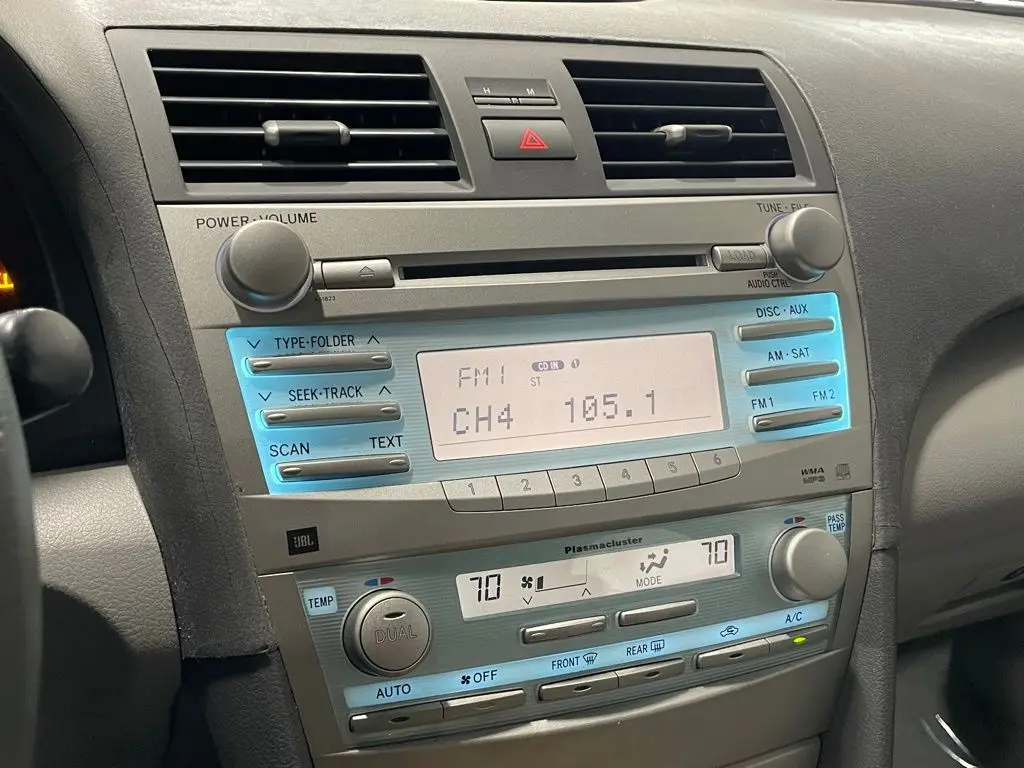 H M
POWER·VOLUME
TUNE·FILE
LOAD
A51823
PUSH
AUDIO CTRL
TYPE·FOLDER
DISC·AUX
SEEK·TRACK
AM·SAT
FM1 CD IN
ST
CH4 105.1
FM1 FM2
SCAN TEXT
1 2 3 4 5 6
WMA
MP3
JBL
Plasmacluster
PASS
TEMP
TEMP
70 MODE 70
DUAL
AUTO OFF FRONT REAR A/C